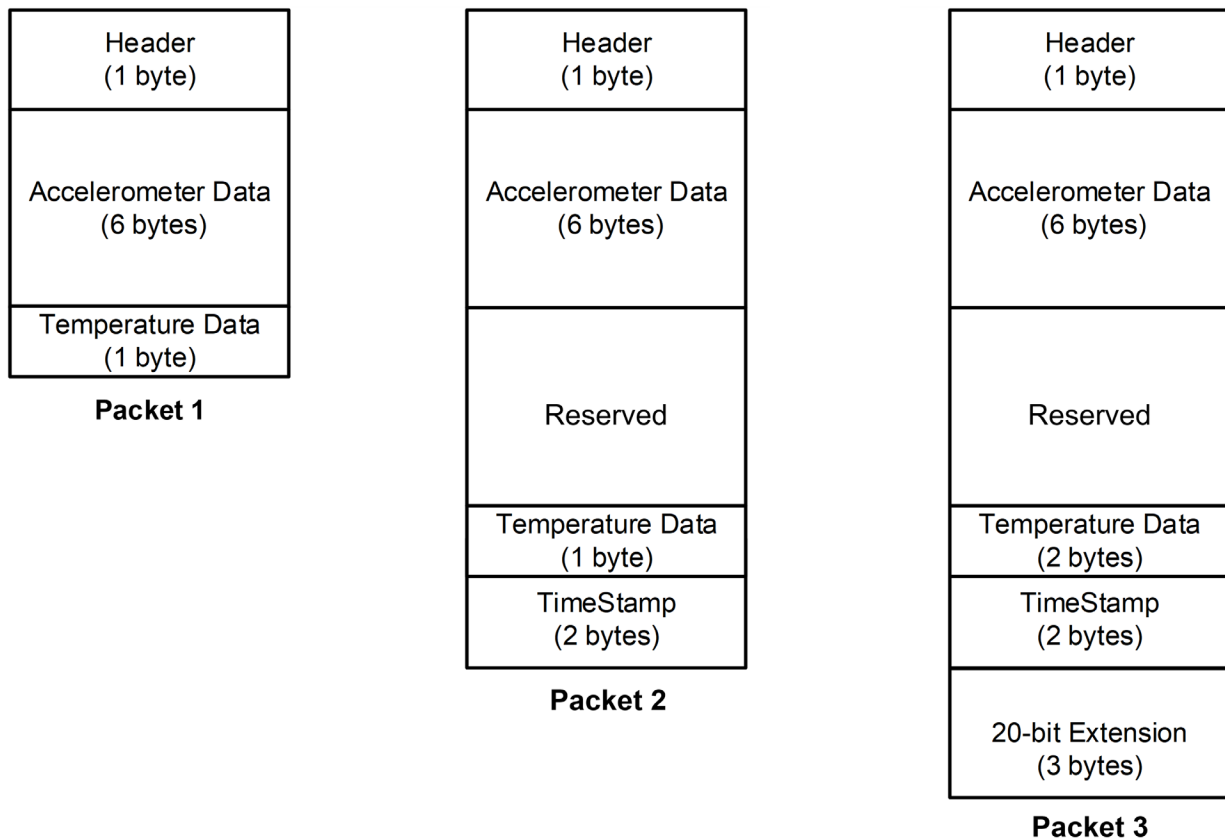 Header
(1 byte)
Accelerometer Data
(6 bytes)
Temperature Data
(1 byte)
Packet 1
Header
(1 byte)
Accelerometer Data
(6 bytes)
Reserved
Temperature Data
(1 byte)
TimeStamp
(2 bytes)
Packet 2
Header
(1 byte)
Accelerometer Data
(6 bytes)
Reserved
Temperature Data
(2 bytes)
TimeStamp
(2 bytes)
20-bit Extension
(3 bytes)
Packet 3